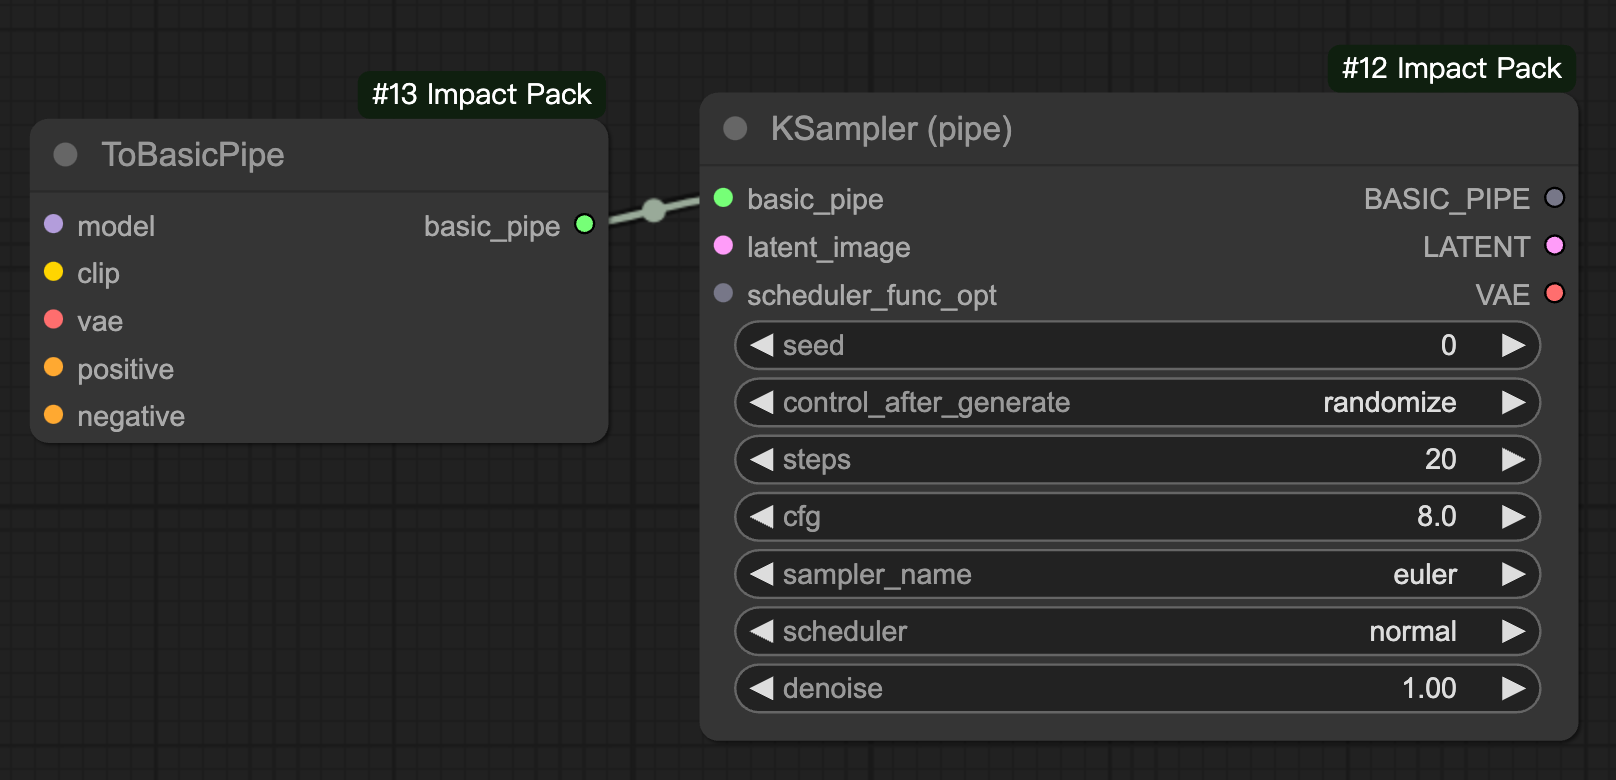 #13 Impact Pack
ToBasicPipe
model basic_pipe
clip
vae
positive
negative
#12 Impact Pack
KSampler (pipe)
basic_pipe BASIC_PIPE
latent_image LATENT
scheduler_func_opt VAE
seed 0
control_after_generate randomize
steps 20
cfg 8.0
sampler_name euler
scheduler normal
denoise 1.00